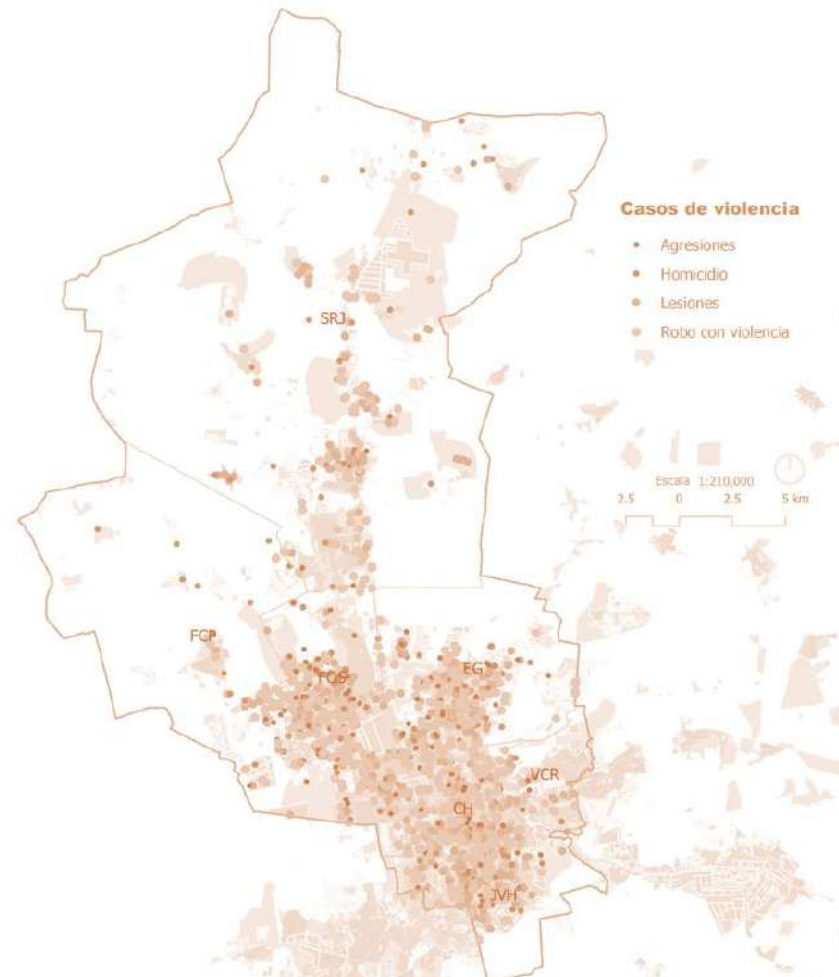 Casos de violencia
Agresiones
Homicidio
Lesiones
Robo con violencia
SRJ
Escala 1:210,000
2.5 0 2.5 5 km
FCP
EG
VCR
CH
JVH